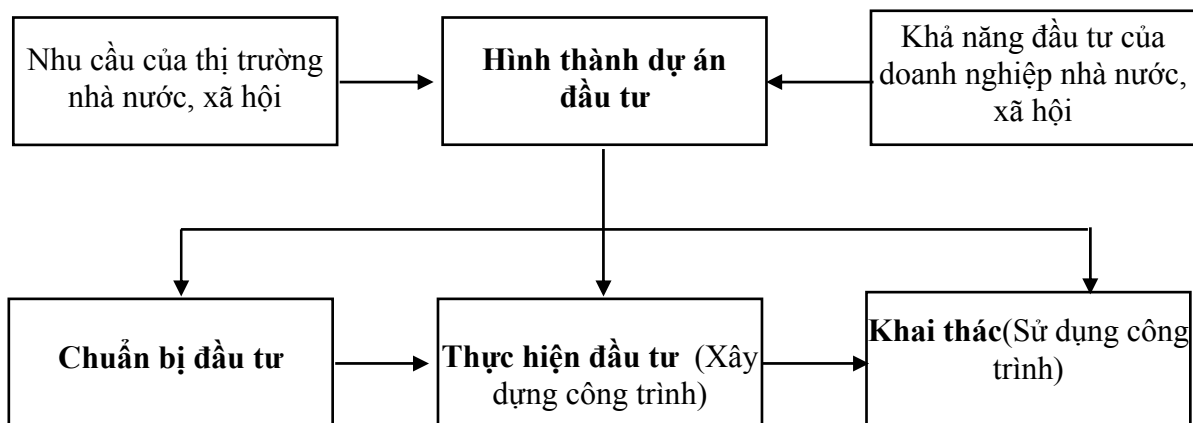 Nhu cầu của thị trường
nhà nước, xã hội
Hình thành dự án
đầu tư
Khả năng đầu tư của
doanh nghiệp nhà nước,
xã hội
Chuẩn bị đầu tư
Thực hiện đầu tư (Xây
dựng công trình)
Khai thác(Sử dụng công
trình)